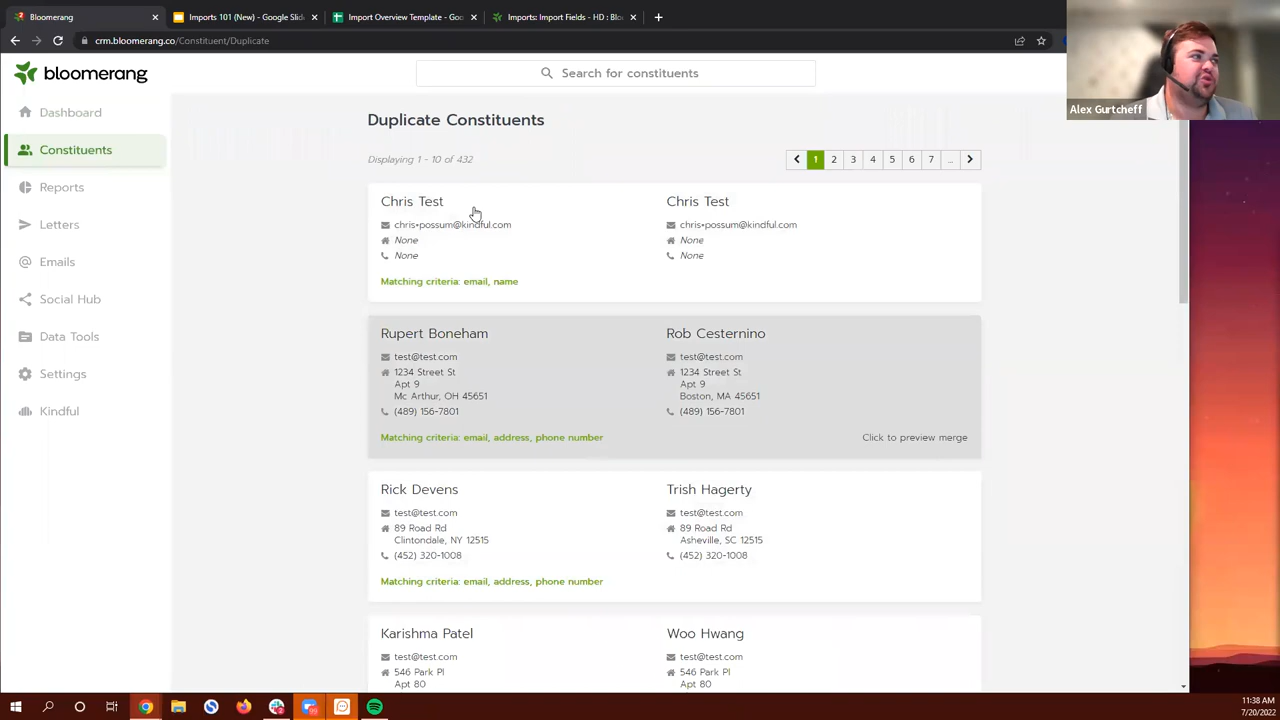 Bloomerang
Imports 101 (New) - Google Slid
Import Overview Template - Goo
Imports: Import Fields - HD : Bloo
crm.bloomerang.co/Constituent/Duplicate
bloomerang
Search for constituents
Alex Gurtcheff
Dashboard
Constituents
Reports
Letters
Emails
Social Hub
Data Tools
Settings
Kindful
Duplicate Constituents
Displaying 1 - 10 of 432
1 2 3 4 5 6 7 ...
Chris Test
chris+possum@kindful.com
None
None
Matching criteria: email, name
Chris Test
chris+possum@kindful.com
None
None
Rupert Boneham
test@test.com
1234 Street St
Apt 9
Mc Arthur, OH 45651
(489) 156-7801
Matching criteria: email, address, phone number
Rob Cesternino
test@test.com
1234 Street St
Apt 9
Boston, MA 45651
(489) 156-7801
Click to preview merge
Rick Devens
test@test.com
89 Road Rd
Clintondale, NY 12515
(452) 320-1008
Matching criteria: email, address, phone number
Trish Hagerty
test@test.com
89 Road Rd
Asheville, SC 12515
(452) 320-1008
Karishma Patel
test@test.com
546 Park Pl
Apt 80
Woo Hwang
test@test.com
546 Park Pl
Apt 80
11:38 AM
7/20/2022